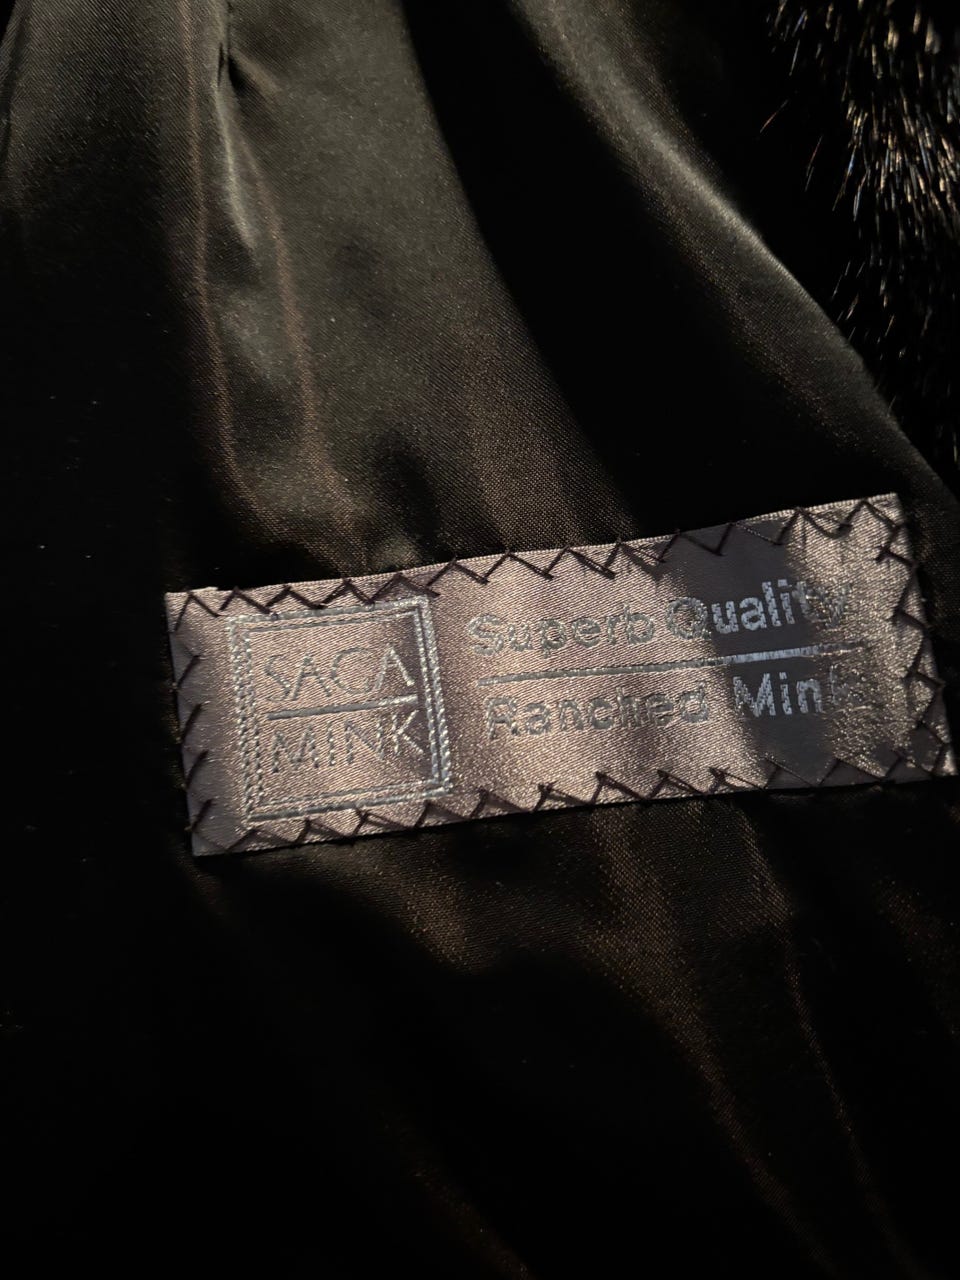 SAGA
MINK
Superb Quality
Ranched Mink